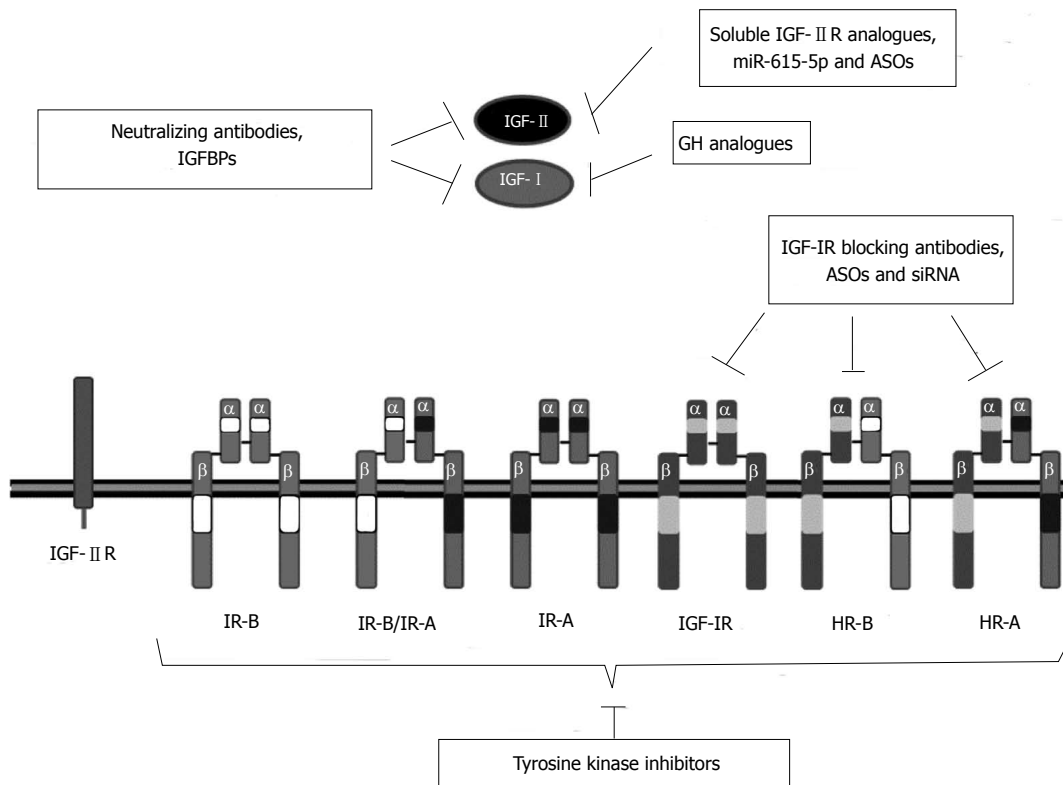 Soluble IGF-ⅡR analogues,
miR-615-5p and ASOs
Neutralizing antibodies,
IGFBPs
IGF-Ⅱ
GH analogues
IGF-Ⅰ
IGF-IR blocking antibodies,
ASOs and siRNA
α α
α α
α α
α α
α α
α α
β β
β β
β β
β β
β β
β β
IGF-ⅡR
IR-B
IR-B/IR-A
IR-A
IGF-IR
HR-B
HR-A
Tyrosine kinase inhibitors